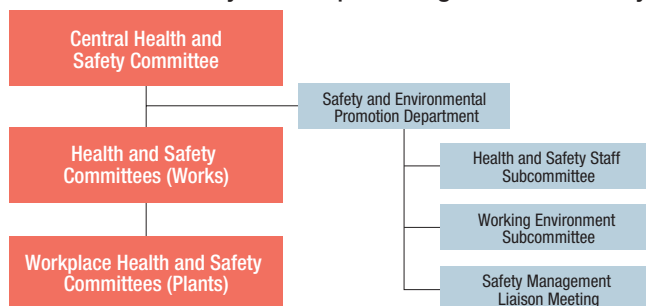 Central Health and
Safety Committee
Safety and Environmental
Promotion Department
Health and Safety
Committees (Works)
Health and Safety Staff
Subcommittee
Working Environment
Subcommittee
Workplace Health and Safety
Committees (Plants)
Safety Management
Liaison Meeting